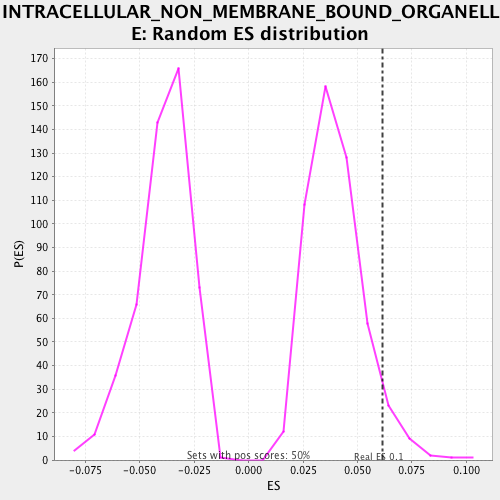 INTRACELLULAR_NON_MEMBRANE_BOUND_ORGANELL
E: Random ES distribution
170
160
150
140
130
120
110
100
90
80
70
60
50
40
30
20
10
0
P(ES)
Sets with pos scores: 50%
Real ES 0.1
-0.075 -0.050 -0.025 0.000 0.025 0.050 0.075 0.100
ES